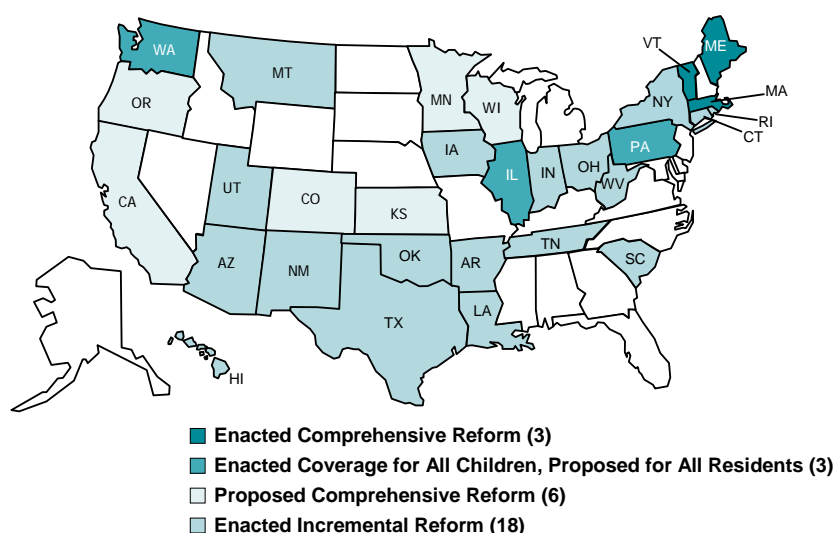 WA
MT
VT
ME
OR
MN
WI
NY
MA
RI
CT
IA
PA
IL
IN
OH
WV
UT
CO
CA
KS
AZ
NM
OK
AR
TN
SC
TX
LA
HI
Enacted Comprehensive Reform (3)
Enacted Coverage for All Children, Proposed for All Residents (3)
Proposed Comprehensive Reform (6)
Enacted Incremental Reform (18)